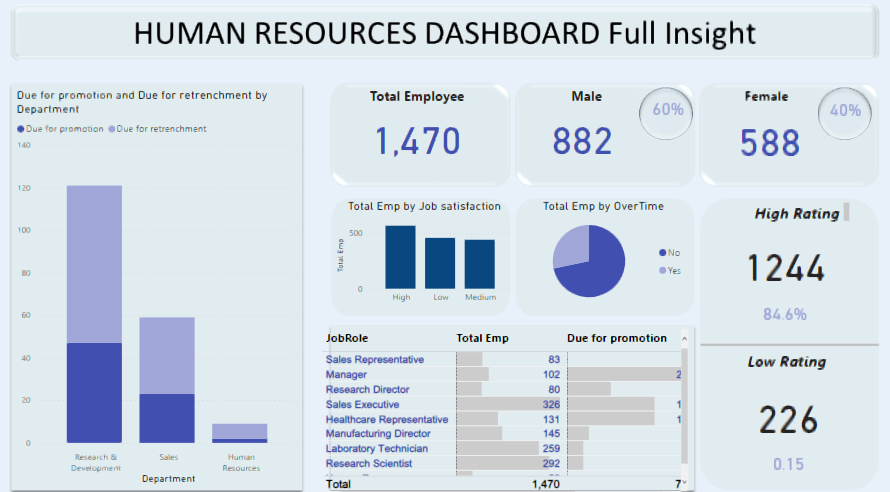 HUMAN RESOURCES DASHBOARD Full Insight
Due for promotion and Due for retrenchment by
Department
Due for promotion Due for retrenchment
140
120
100
80
60
40
20
0
Research &
Development
Sales
Human
Resources
Department
Total Employee
1,470
Male
882
60%
Female
588
40%
Total Emp by Job satisfaction
Total Emp
500
0
High Low Medium
Total Emp by OverTime
No
Yes
High Rating
1244
84.6%
Low Rating
226
0.15
JobRole Total Emp Due for promotion
Sales Representative 83
Manager 102 2
Research Director 80
Sales Executive 326 1
Healthcare Representative 131 1
Manufacturing Director 145
Laboratory Technician 259
Research Scientist 292
Total 1,470 7